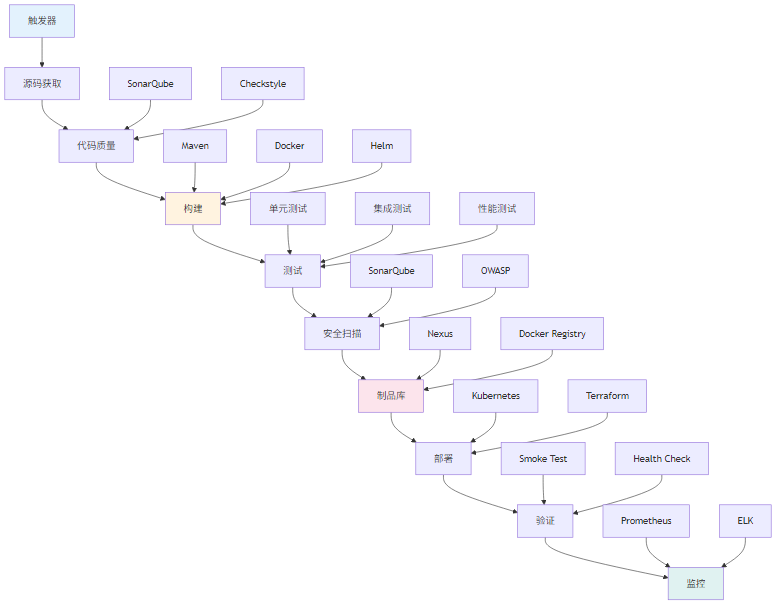 触发器
源码获取
SonarQube
Checkstyle
代码质量
Maven
Docker
Helm
构建
单元测试
集成测试
性能测试
测试
SonarQube
OWASP
安全扫描
Nexus
Docker Registry
制品库
Kubernetes
Terraform
部署
Smoke Test
Health Check
验证
Prometheus
ELK
监控